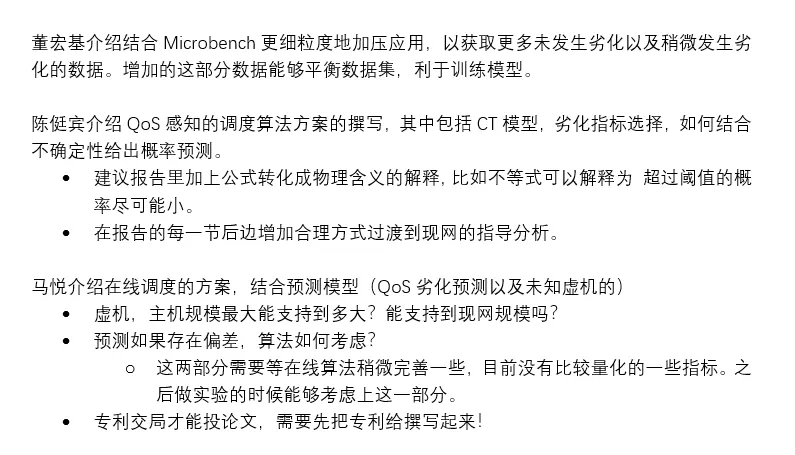 董宏基介绍结合 Microbench 更细粒度地加压应用，以获取更多未发生劣化以及稍微发生劣
化的数据。增加的这部分数据能够平衡数据集，利于训练模型。
陈侹宾介绍 QoS 感知的调度算法方案的撰写，其中包括 CT 模型，劣化指标选择，如何结合
不确定性给出概率预测。
● 建议报告里加上公式转化成物理含义的解释, 比如不等式可以解释为 超过阈值的概
率尽可能小。
● 在报告的每一节后边增加合理方式过渡到现网的指导分析。
马悦介绍在线调度的方案，结合预测模型（QoS 劣化预测以及未知虚机的）
● 虚机，主机规模最大能支持到多大？能支持到现网规模吗？
● 预测如果存在偏差，算法如何考虑？
○ 这两部分需要等在线算法稍微完善一些，目前没有比较量化的一些指标。之
后做实验的时候能够考虑上这一部分。
● 专利交局才能投论文，需要先把专利给撰写起来！